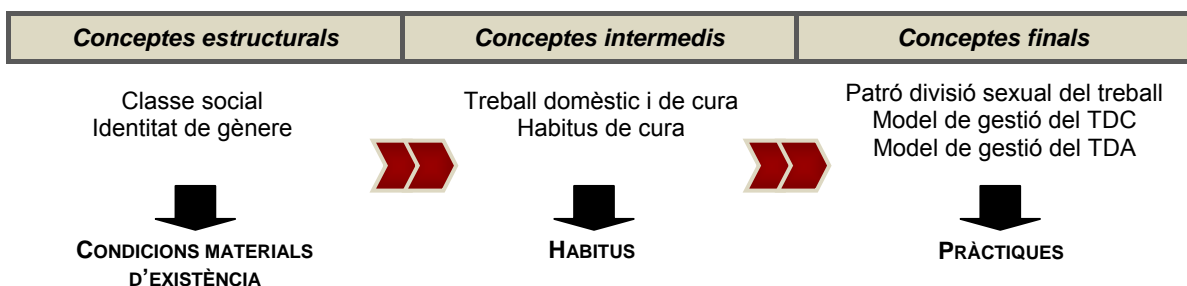 Conceptes estructurals
Conceptes intermedis
Conceptes finals
Classe social
Identitat de gènere
Treball domèstic i de cura
Habitus de cura
Patró divisió sexual del treball
Model de gestió del TDC
Model de gestió del TDA
CONDICIONS MATERIALS
D'EXISTÈNCIA
HABITUS
PRÀCTIQUES